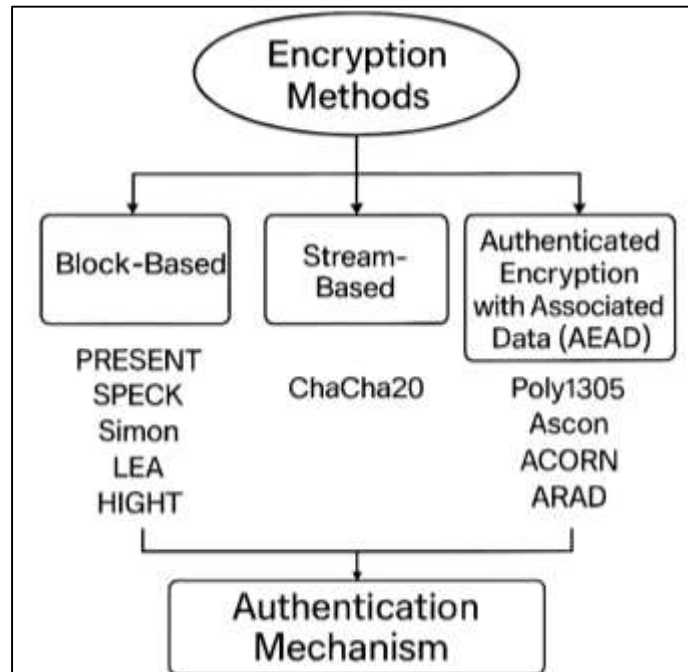 Encryption
Methods
Block-Based
Stream-
Based
Authenticated
Encryption
with Associated
Data (AEAD)
PRESENT
SPECK
Simon
LEA
HIGHT
ChaCha20
Poly1305
Ascon
ACORN
ARAD
Authentication
Mechanism